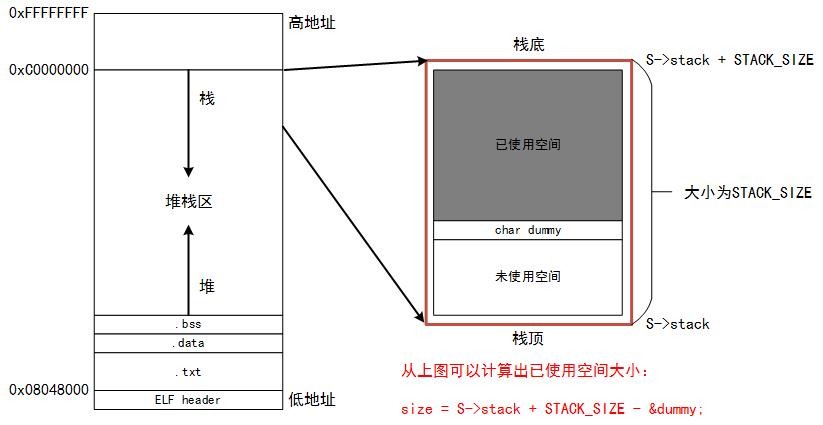 0xFFFFFFFF
高地址
0xC0000000
栈
堆栈区
堆
.bss
.data
.txt
0x08048000
ELF header
低地址
栈底
S->stack + STACK_SIZE
已使用空间
char dummy
未使用空间
大小为STACK_SIZE
S->stack
栈顶
从上图可以计算出已使用空间大小:
size = S->stack + STACK_SIZE - &dummy;